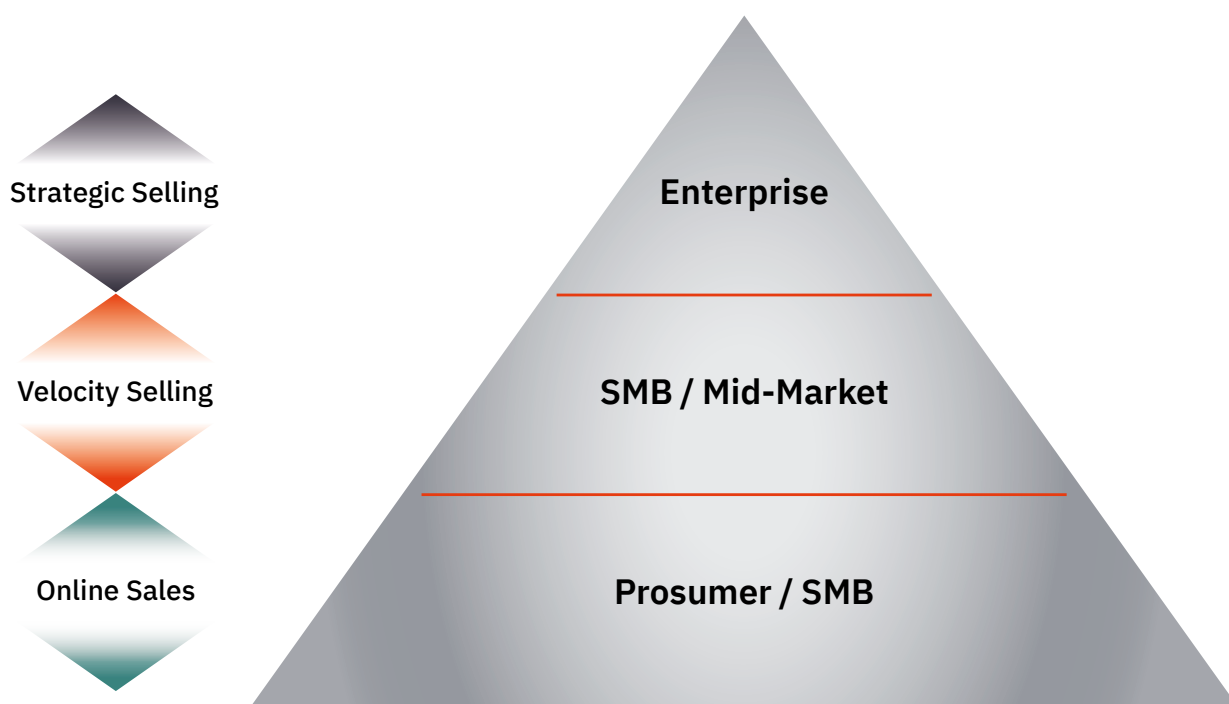 Strategic Selling
Enterprise
Velocity Selling
SMB / Mid-Market
Online Sales
Prosumer / SMB